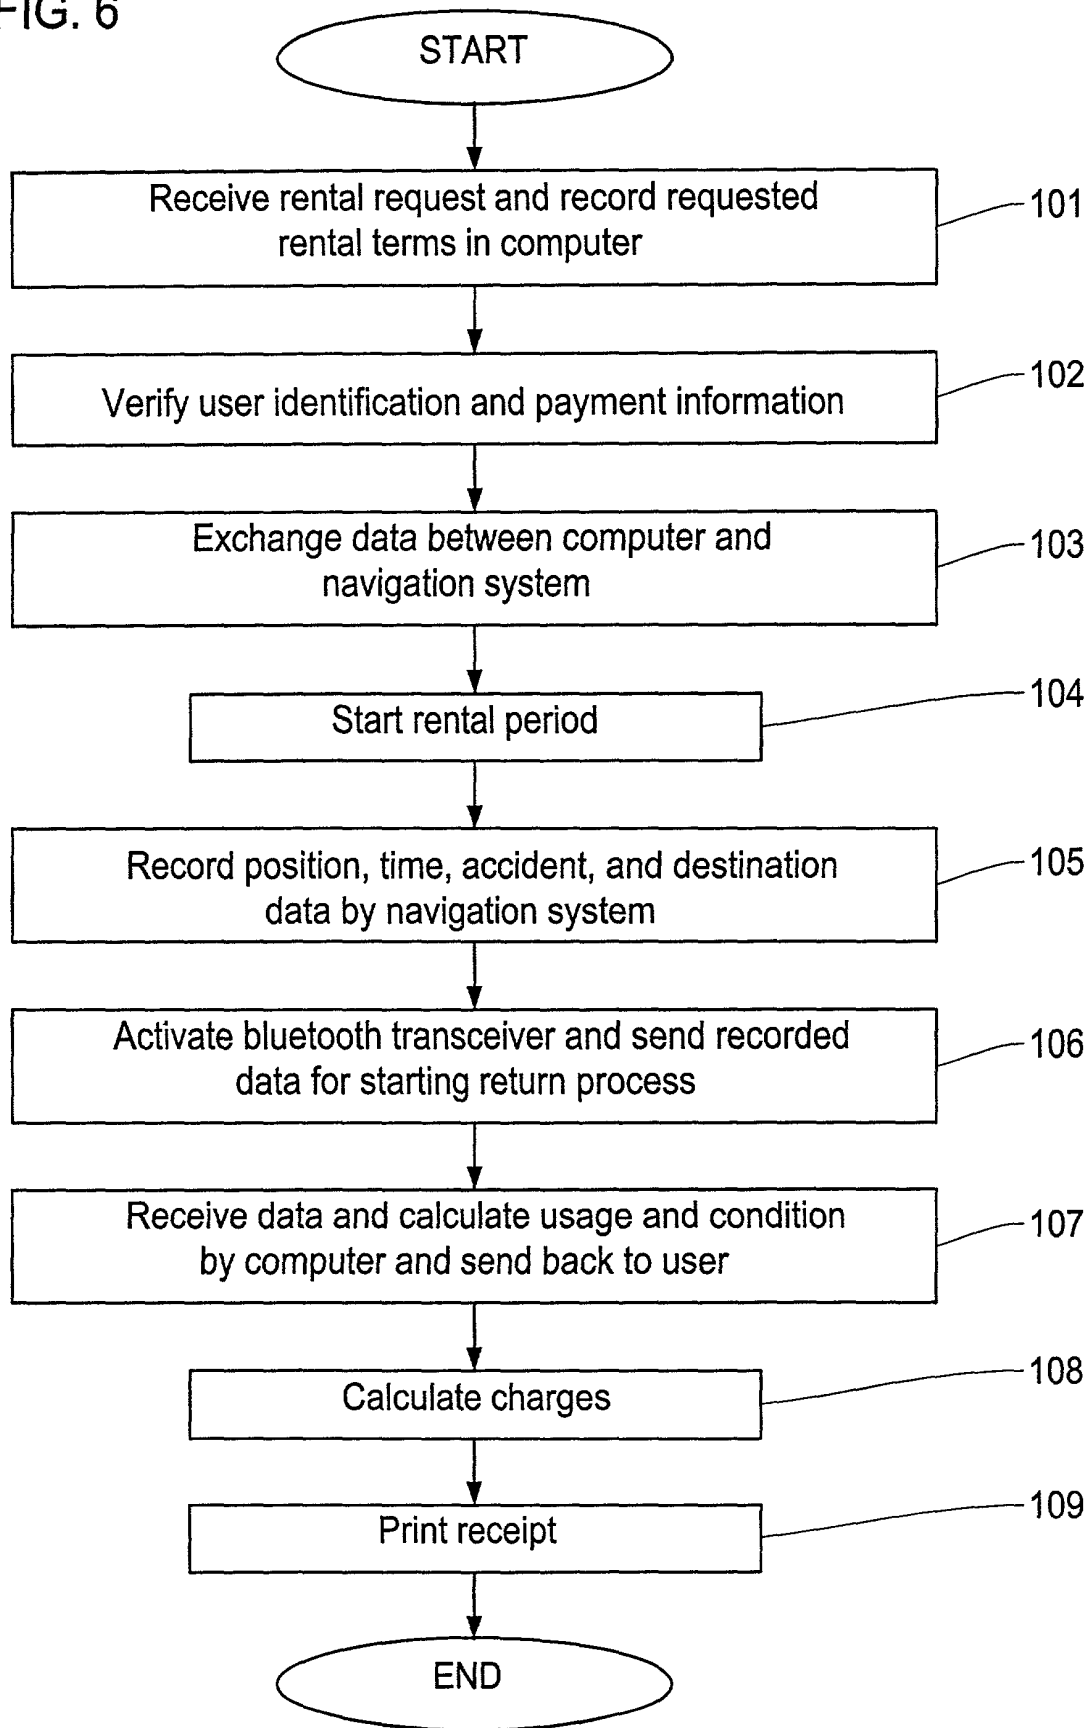 FIG. 6
START
Receive rental request and record requested
rental terms in computer
101
Verify user identification and payment information
102
Exchange data between computer and
navigation system
103
Start rental period
104
Record position, time, accident, and destination
data by navigation system
105
Activate bluetooth transceiver and send recorded
data for starting return process
106
Receive data and calculate usage and condition
by computer and send back to user
107
Calculate charges
108
Print receipt
109
END